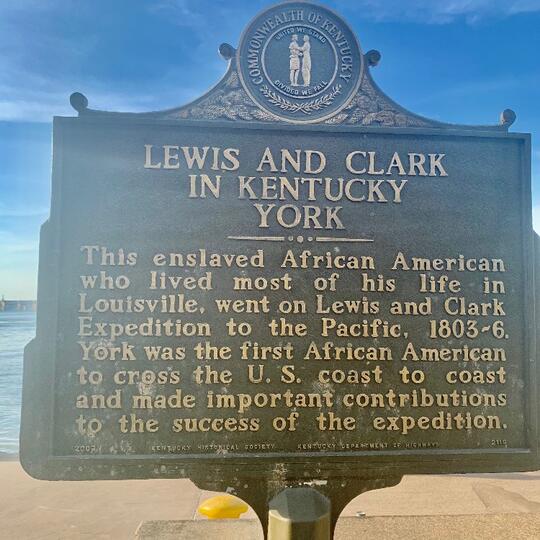 COMMONWEALTH OF KENTUCKY
UNITED WE STAND
DIVIDED WE FALL
LEWIS AND CLARK
IN KENTUCKY
YORK
This enslaved African American
who lived most of his life in
Louisville, went on Lewis and Clark
Expedition to the Pacific, 1803-6.
York was the first African American
to cross the U. S. coast to coast
and made important contributions
to the success of the expedition.
KENTUCKY HISTORICAL SOCIETY KENTUCKY DEPARTMENT OF HIGHWAYS